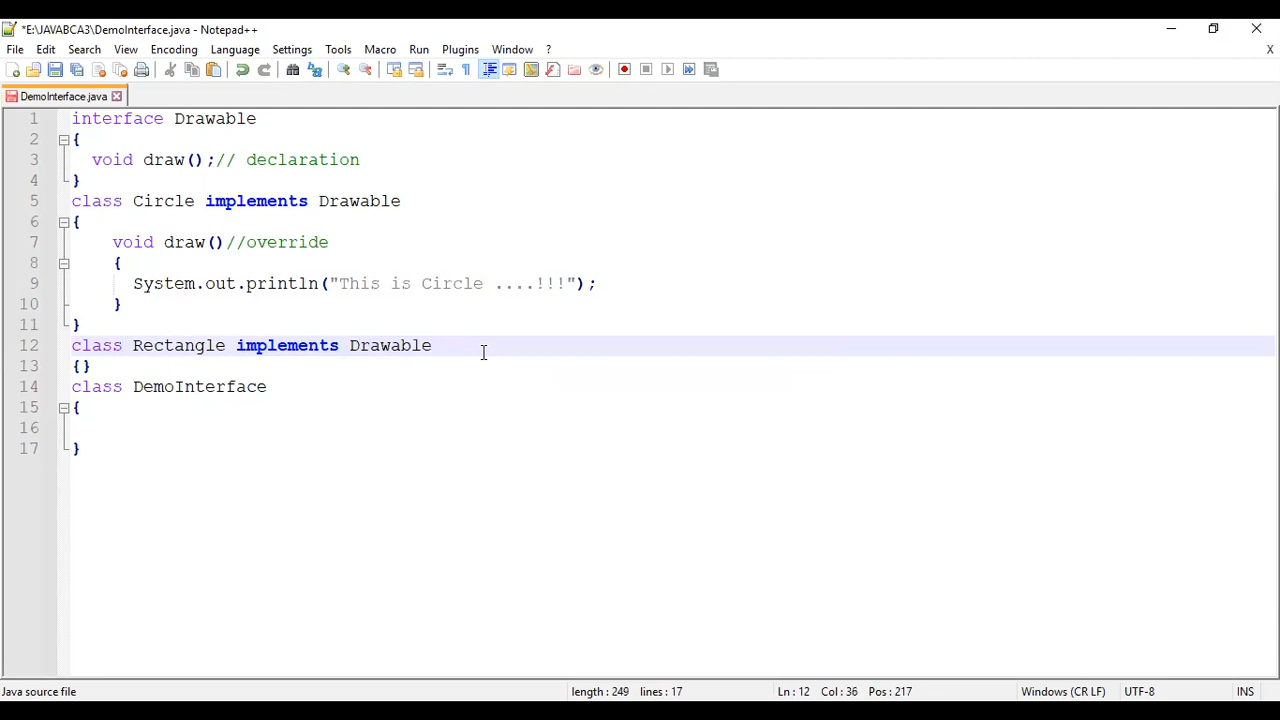 *E:\JAVABCA3\DemoInterface.java - Notepad++
File Edit Search View Encoding Language Settings Tools Macro Run Plugins Window ? X
DemoInterface.java
1 interface Drawable
2 {
3 void draw();// declaration
4 }
5 class Circle implements Drawable
6 {
7 void draw()//override
8 {
9 System.out.println("This is Circle ....!!!");
10 }
11 }
12 class Rectangle implements Drawable
13 {}
14 class DemoInterface
15 {
16
17 }
Java source file length : 249 lines : 17 Ln : 12 Col : 36 Pos : 217 Windows (CR LF) UTF-8 INS